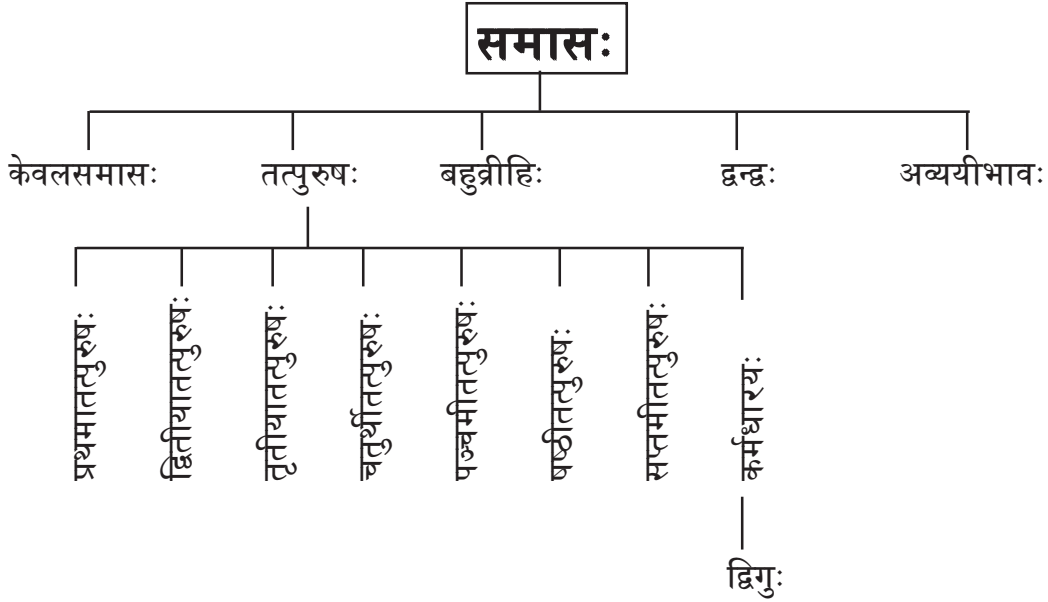 समासः
केवलसमासः तत्पुरुषः बहुव्रीहिः द्वन्द्वः अव्ययीभावः
प्रथमातत्पुरुषः
द्वितीयातत्पुरुषः
तृतीयातत्पुरुषः
चतुर्थीतत्पुरुषः
पञ्चमीतत्पुरुषः
षष्ठीतत्पुरुषः
सप्तमीतत्पुरुषः
कर्मधारयः
द्विगुः